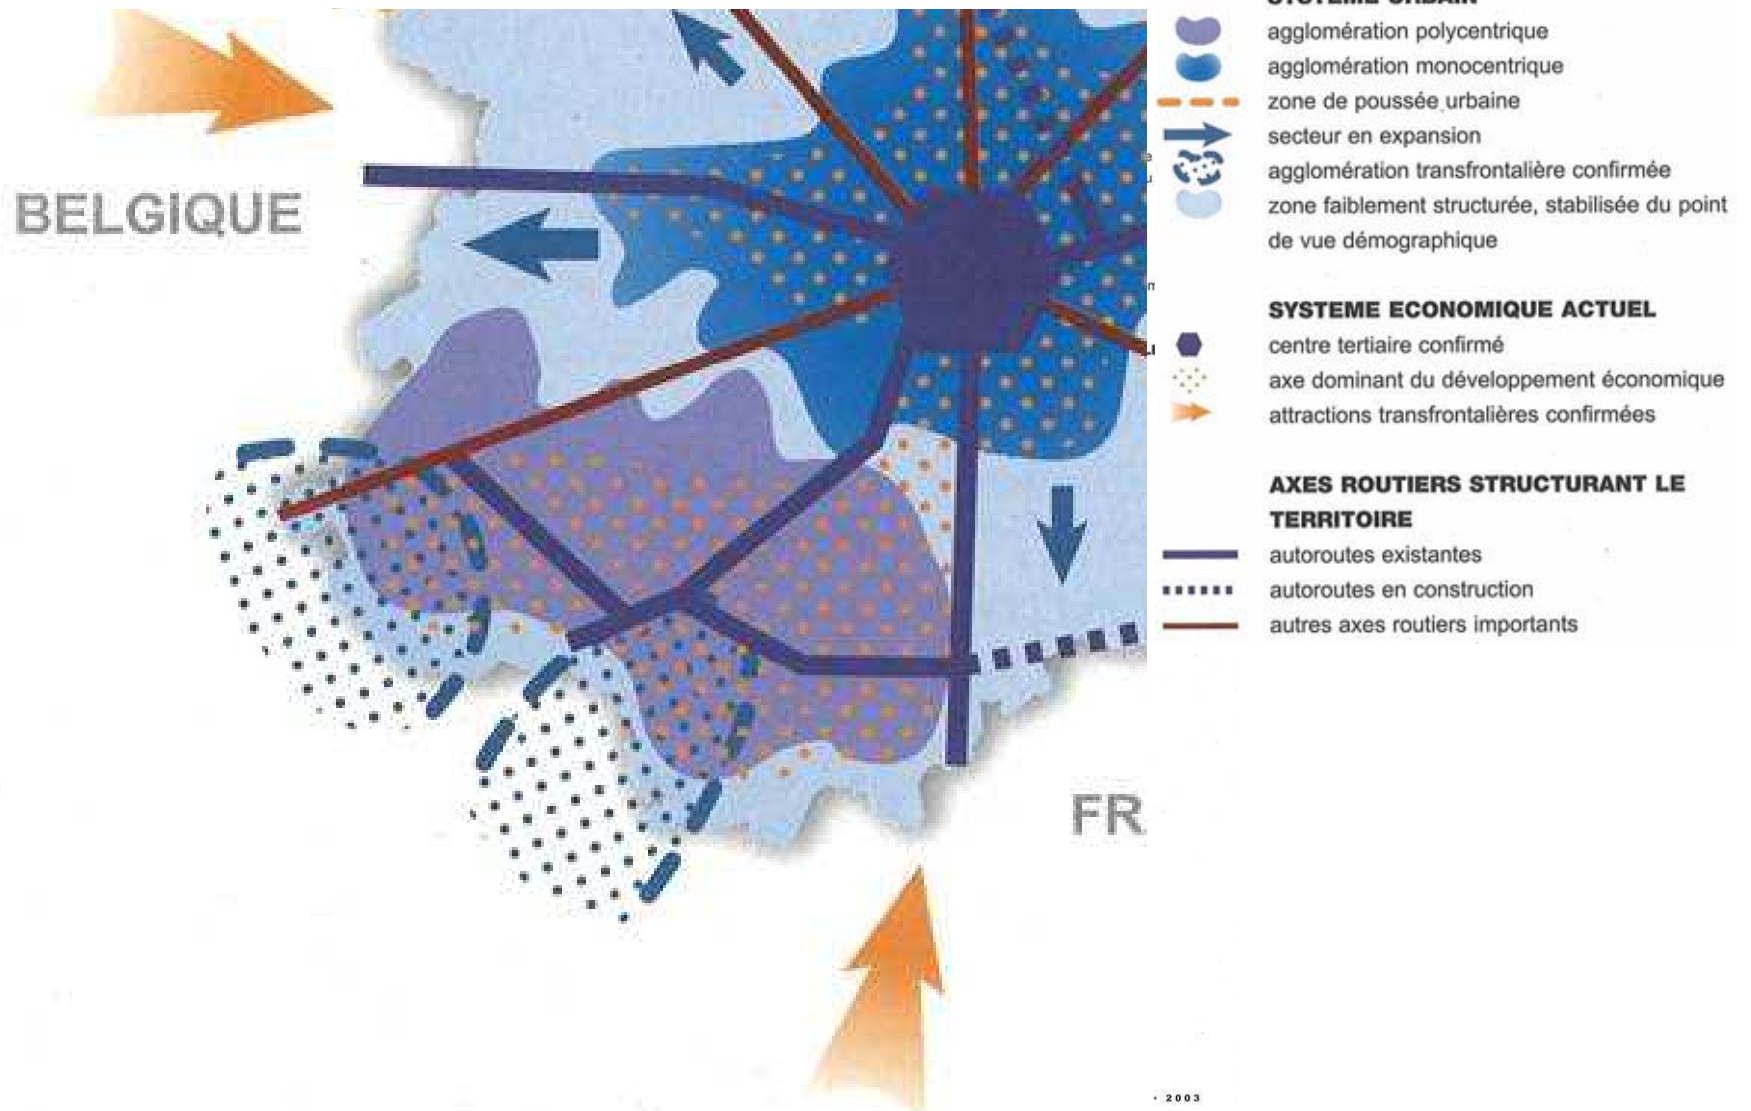 SYSTEME URBAIN
agglomération polycentrique
agglomération monocentrique
zone de poussée urbaine
secteur en expansion
agglomération transfrontalière confirmée
zone faiblement structurée, stabilisée du point
de vue démographique
BELGIQUE
SYSTEME ECONOMIQUE ACTUEL
centre tertiaire confirmé
axe dominant du développement économique
attractions transfrontalières confirmées
AXES ROUTIERS STRUCTURANT LE
TERRITOIRE
autoroutes existantes
autoroutes en construction
autres axes routiers importants
FR
- 2003